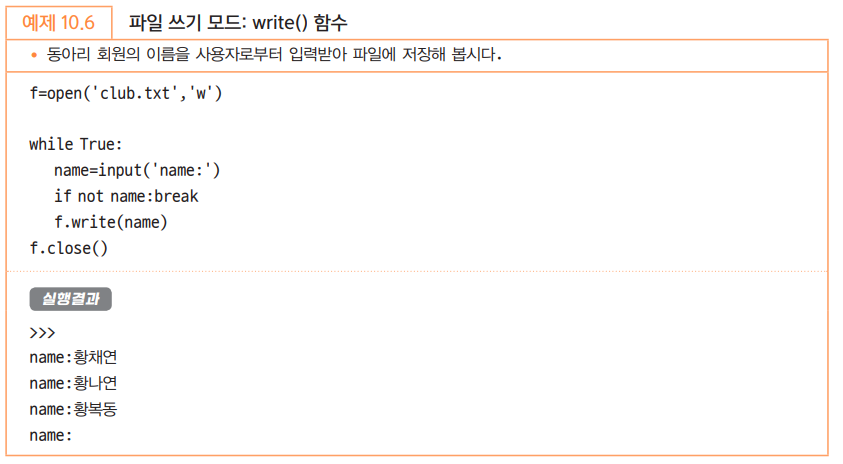 예제 10.6 파일 쓰기 모드: write() 함수
• 동아리 회원의 이름을 사용자로부터 입력받아 파일에 저장해 봅시다.
f=open('club.txt','w')
while True:
    name=input('name:')
    if not name:break
    f.write(name)
f.close()
실행결과
>>>
name:황채연
name:황나연
name:황복동
name: